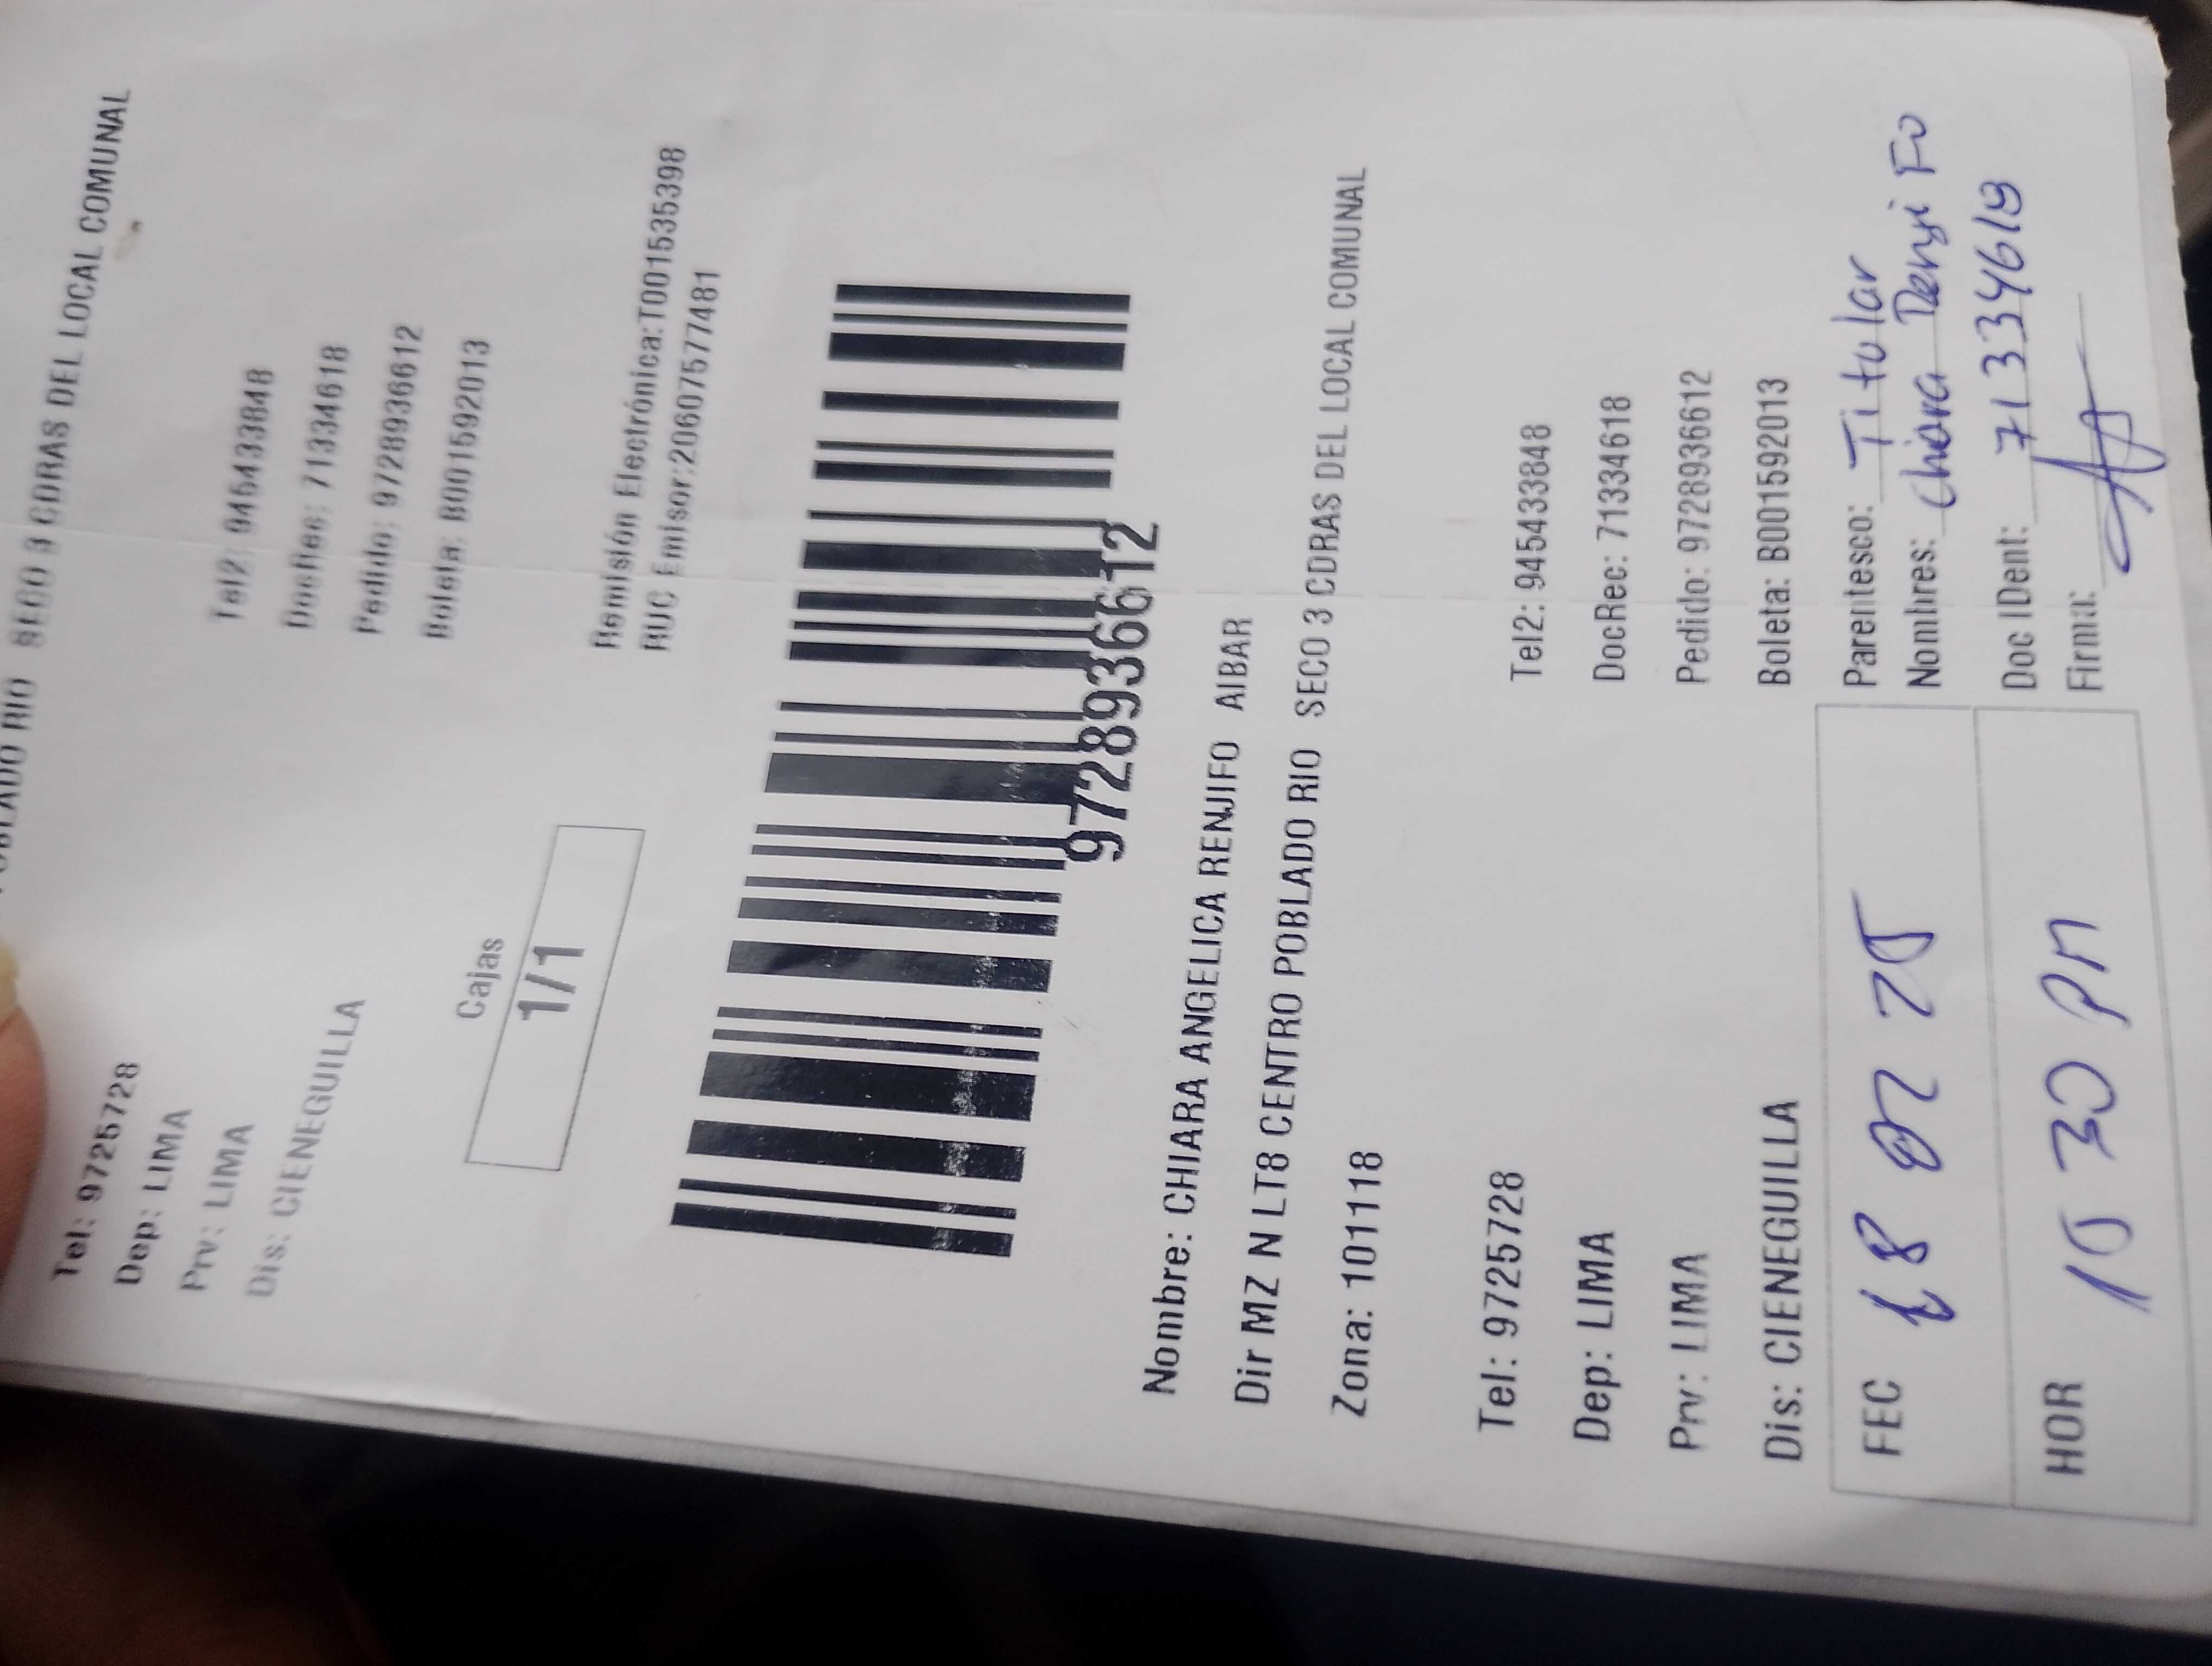 POBLADO RIO  SECO 3 CDRAS DEL LOCAL COMUNAL
Tel: 9725728
Tel2: 945433848
Dep: LIMA
DocRec: 71334618
Prv: LIMA
Pedido: 9728936612
Dis: CIENEGUILLA
Boleta: B001592013
Cajas
1/1
Remisión Electrónica:T001535398
RUC Emisor:20607577481
9728936612
Nombre: CHIARA ANGELICA RENJIFO  AIBAR
Dir MZ N LT8 CENTRO POBLADO RIO  SECO 3 CDRAS DEL LOCAL COMUNAL
Zona: 101118
Tel: 9725728
Tel2: 945433848
Dep: LIMA
DocRec: 71334618
Prv: LIMA
Pedido: 9728936612
Dis: CIENEGUILLA
Boleta: B001592013
FEC 18 02 25
Parentesco: Titular
Nombres: Chiara Fo
HOR 10 30 PM
Doc IDent: 71334618
Firma: